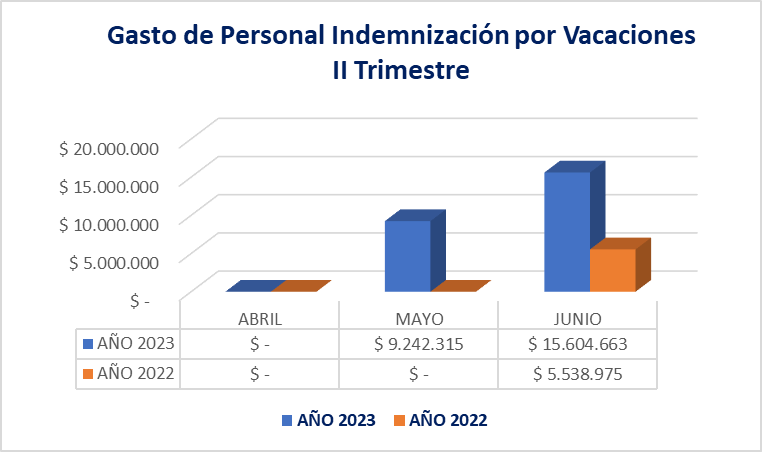 Gasto de Personal Indemnización por Vacaciones
II Trimestre
$ 20.000.000
$ 15.000.000
$ 10.000.000
$ 5.000.000
$ -
ABRIL MAYO JUNIO
AÑO 2023 $ - $ 9.242.315 $ 15.604.663
AÑO 2022 $ - $ - $ 5.538.975
AÑO 2023 AÑO 2022